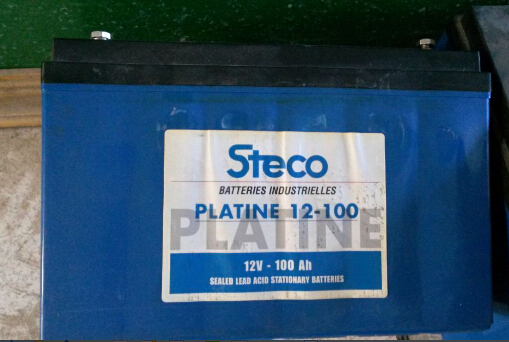 Steco
BATTERIES INDUSTRIELLES
PLATINE 12-100
PLATINE
12V - 100 Ah
SEALED LEAD ACID STATIONARY BATTERIES